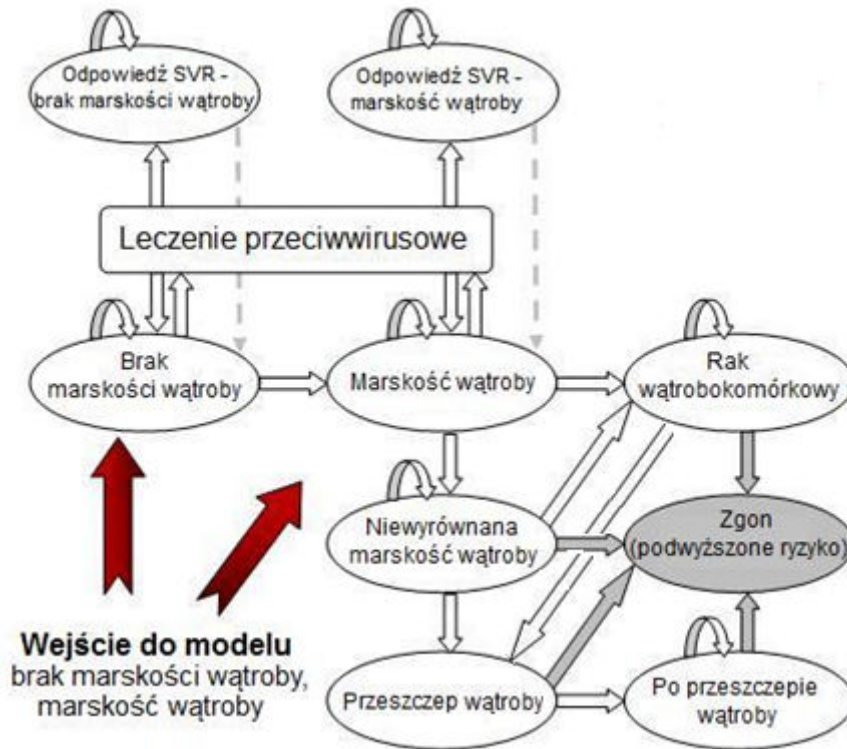 Odpowiedź SVR -
brak marskości wątroby
Odpowiedź SVR -
marskość wątroby
Leczenie przeciwwirusowe
Brak
marskości wątroby
Marskość wątroby
Rak
wątrobokomórkowy
Niewyrównana
marskość wątroby
Zgon
(podwyższone ryzyko)
Wejście do modelu
brak marskości wątroby,
marskość wątroby
Przeszczep wątroby
Po przeszczepie
wątroby